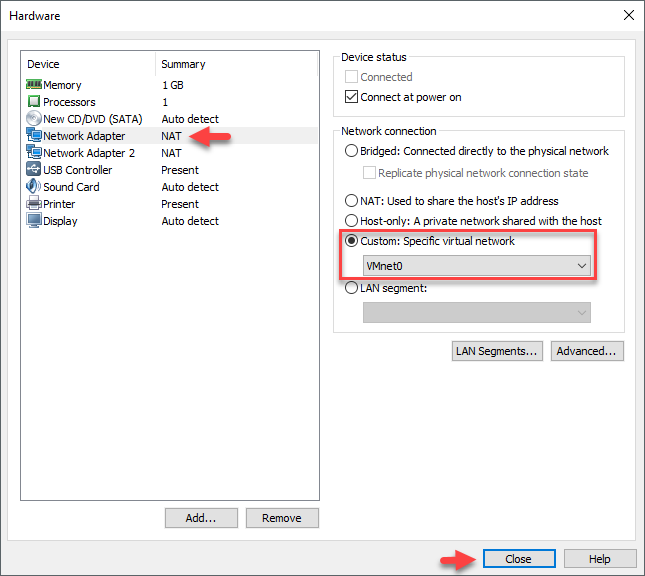 Hardware
Device Summary
Memory 1 GB
Processors 1
New CD/DVD (SATA) Auto detect
Network Adapter NAT
Network Adapter 2 NAT
USB Controller Present
Sound Card Auto detect
Printer Present
Display Auto detect
Add... Remove
Device status
Connected
Connect at power on
Network connection
Bridged: Connected directly to the physical network
Replicate physical network connection state
NAT: Used to share the host's IP address
Host-only: A private network shared with the host
Custom: Specific virtual network
VMnet0
LAN segment:
LAN Segments... Advanced...
Close Help